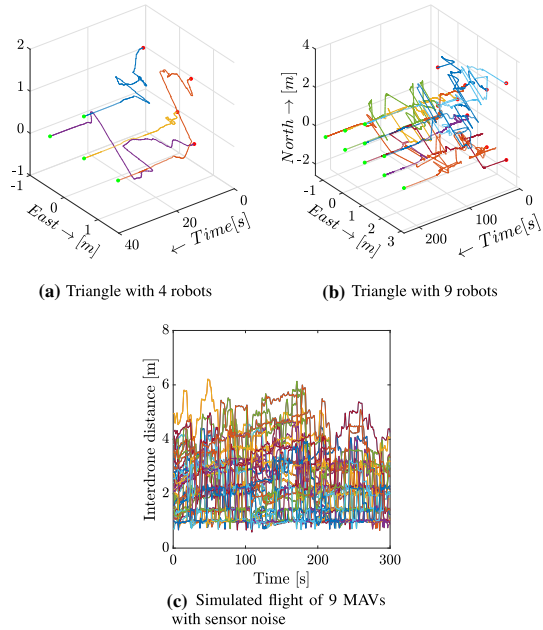 2
1
0
-1
-1
0
1
40
20
0
East → [m]
← Time[s]
(a) Triangle with 4 robots
4
2
0
-2
North → [m]
-1
0
1
2
3
200
100
0
East → [m]
← Time[s]
(b) Triangle with 9 robots
8
6
4
2
0
Interdrone distance [m]
0
100
200
300
Time [s]
(c) Simulated flight of 9 MAVs
with sensor noise